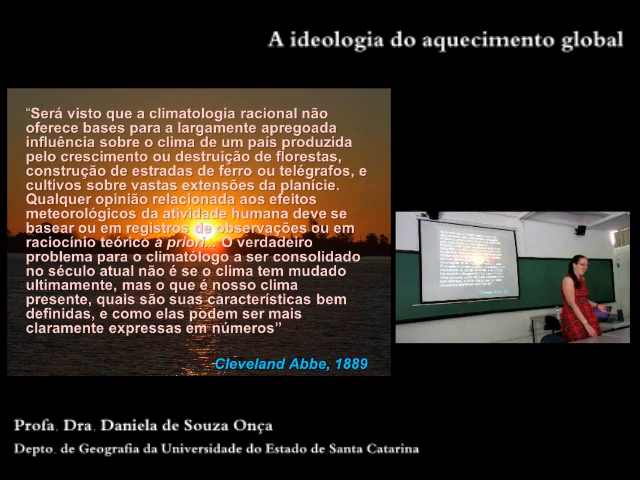 A ideologia do aquecimento global
“Será visto que a climatologia racional não
oferece bases para a largamente apregoada
influência sobre o clima de um país produzida
pelo crescimento ou destruição de florestas,
construção de estradas de ferro ou telégrafos, e
cultivos sobre vastas extensões da planície.
Qualquer opinião relacionada aos efeitos
meteorológicos da atividade humana deve se
basear ou em registros de observações ou em
raciocínio teórico a priori... O verdadeiro
problema para o climatólogo a ser consolidado
no século atual não é se o clima tem mudado
ultimamente, mas o que é nosso clima
presente, quais são suas características bem
definidas, e como elas podem ser mais
claramente expressas em números”
-Cleveland Abbe, 1889
Profa. Dra. Daniela de Souza Onça
Depto. de Geografia da Universidade do Estado de Santa Catarina